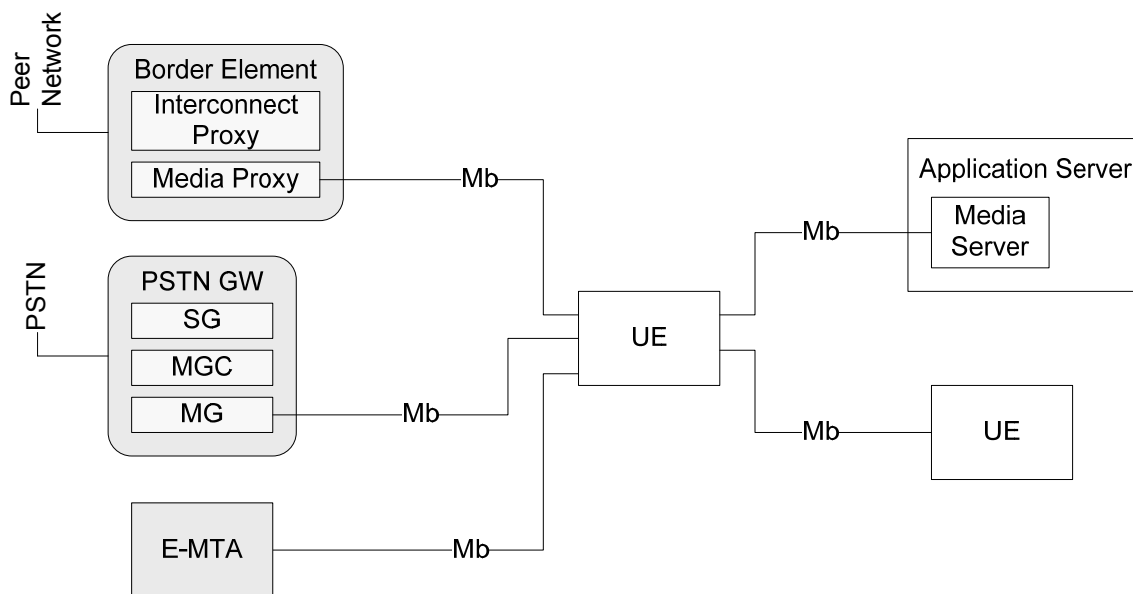 Peer
Network
Border Element
Interconnect
Proxy
Media Proxy
Mb
Application Server
Media
Server
Mb
PSTN
PSTN GW
SG
MGC
MG
Mb
UE
UE
Mb
E-MTA
Mb